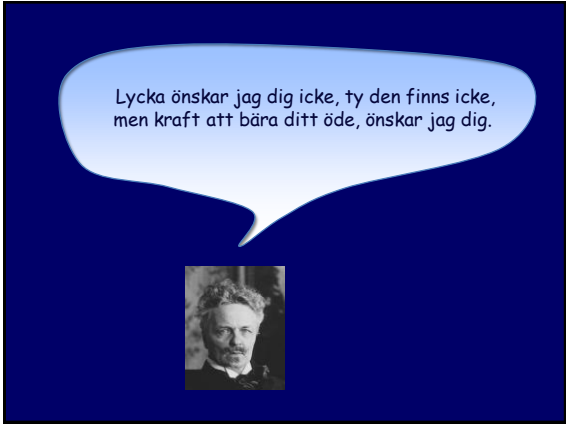 Lycka önskar jag dig icke, ty den finns icke,
men kraft att bära ditt öde, önskar jag dig.